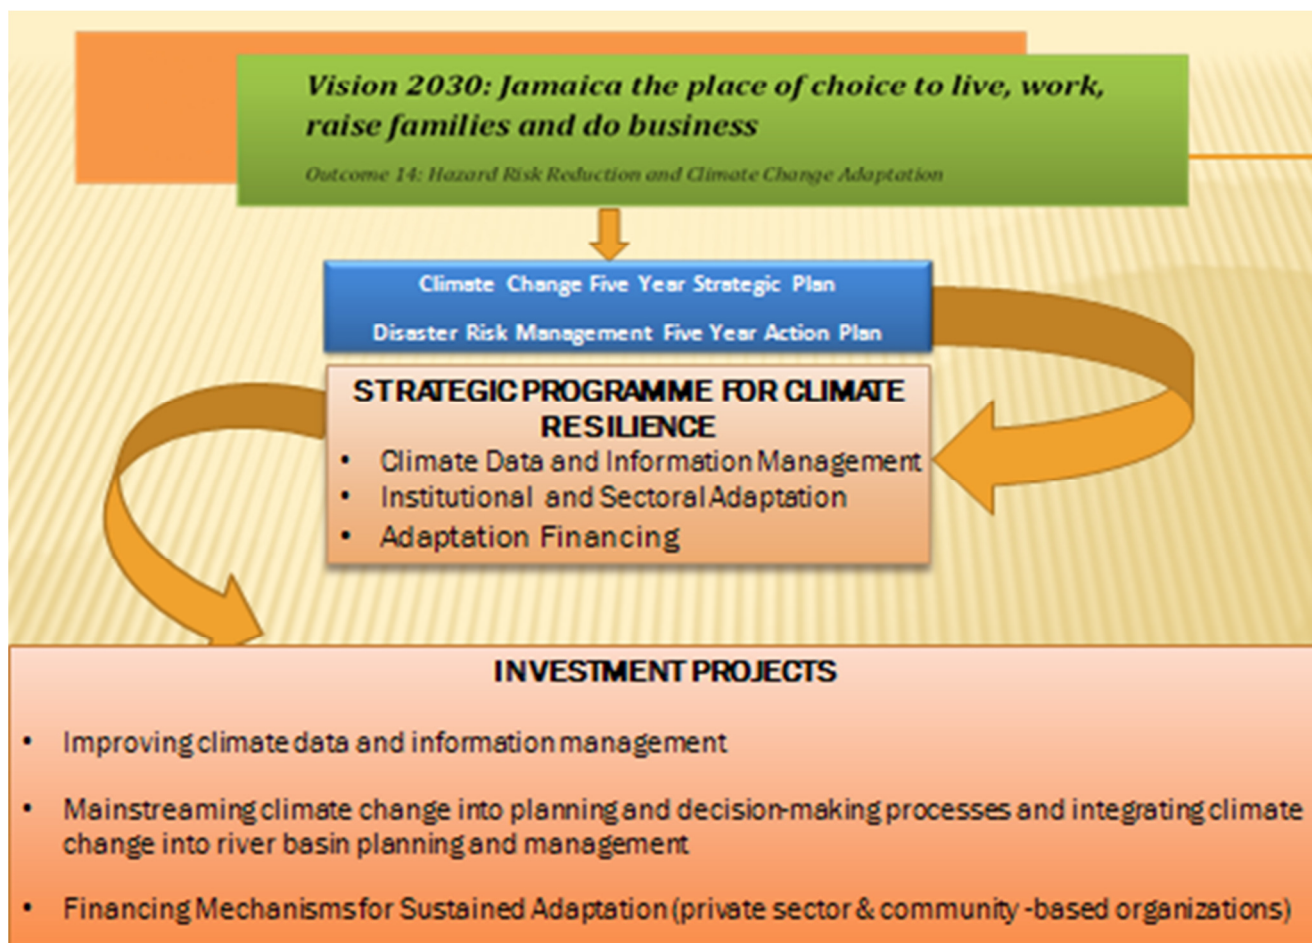 Vision 2030: Jamaica the place of choice to live, work,
raise families and do business
Outcome 14: Hazard Risk Reduction and Climate Change Adaptation
Climate Change Five Year Strategic Plan
Disaster Risk Management Five Year Action Plan
STRATEGIC PROGRAMME FOR CLIMATE
RESILIENCE
• Climate Data and Information Management
• Institutional and Sectoral Adaptation
• Adaptation Financing
INVESTMENT PROJECTS
• Improving climate data and information management
• Mainstreaming climate change into planning and decision-making processes and integrating climate
change into river basin planning and management
• Financing Mechanisms for Sustained Adaptation (private sector & community -based organizations)